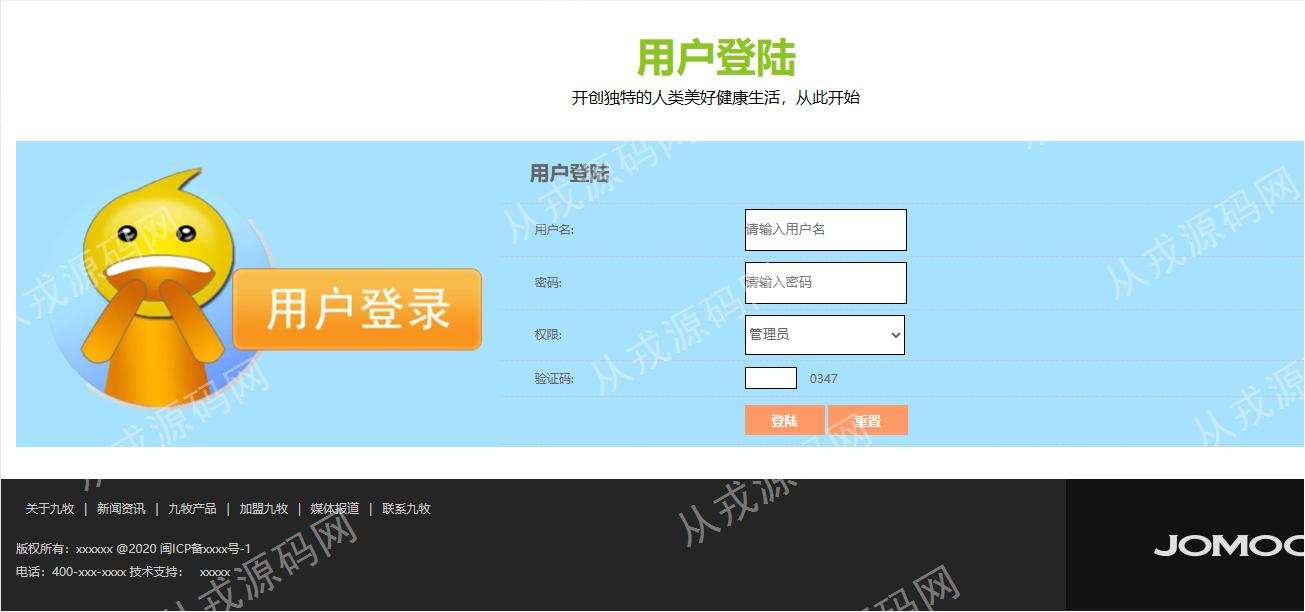 用户登陆
开创独特的人类美好健康生活，从此开始
用户登陆
用户名:
请输入用户名
密码:
请输入密码
用户登录
权限:
管理员
验证码:
0347
登陆 重置
关于九牧 | 新闻资讯 | 九牧产品 | 加盟九牧 | 媒体报道 | 联系九牧
版权所有：xxxxxx @2020 闽ICP备xxxx号-1
电话：400-xxx-xxxx 技术支持： xxxxx
JOMOO
从戎源码网
从戎源码网
从戎源码网
从戎源码网
从戎源码网
从戎源码网